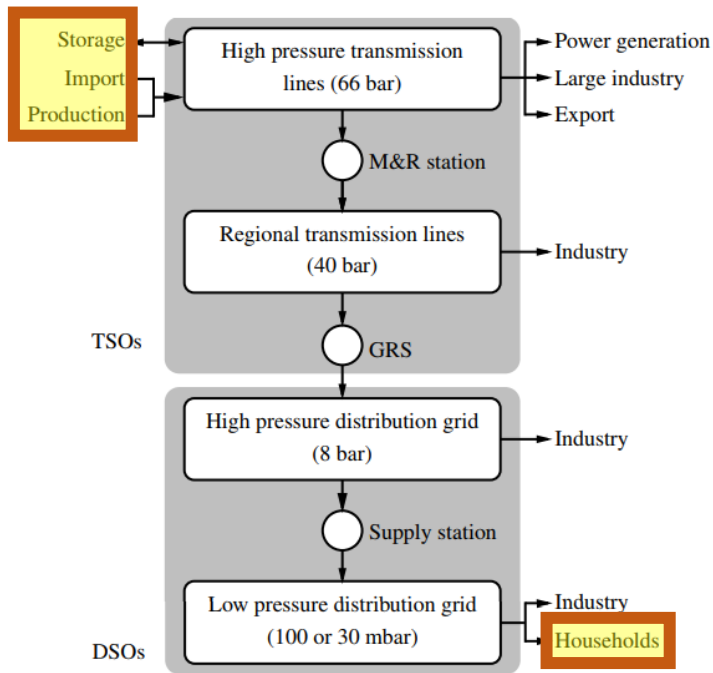 Storage
Import
Production
High pressure transmission
lines (66 bar)
Power generation
Large industry
Export
M&R station
Regional transmission lines
(40 bar)
Industry
TSOs
GRS
High pressure distribution grid
(8 bar)
Industry
Supply station
Low pressure distribution grid
(100 or 30 mbar)
Industry
Households
DSOs